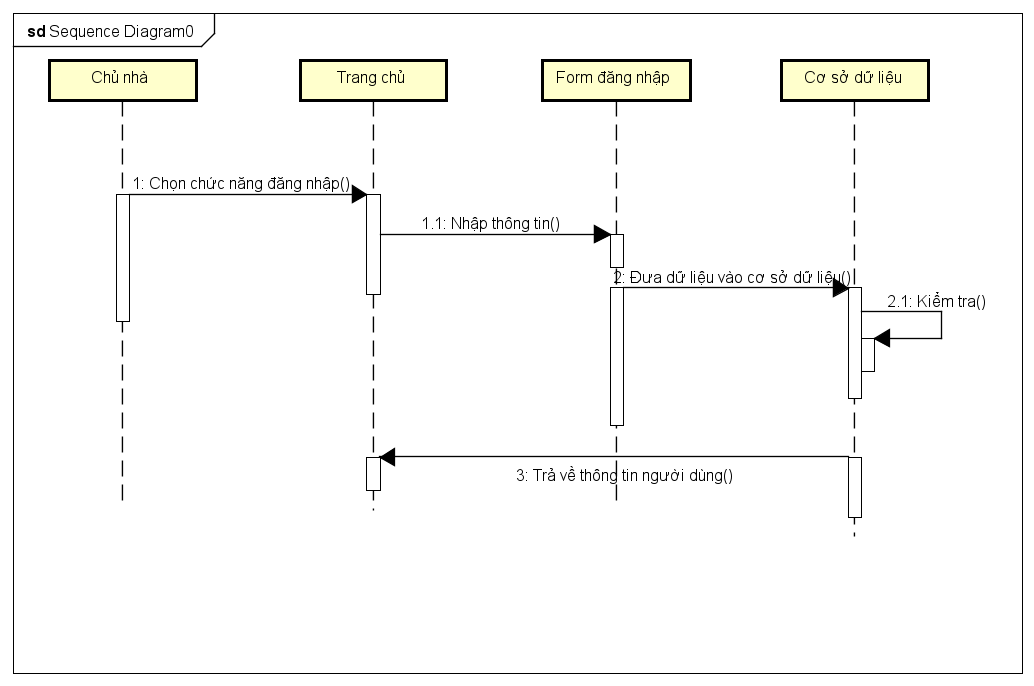 sd Sequence Diagram0
Chủ nhà
Trang chủ
Form đăng nhập
Cơ sở dữ liệu
1: Chọn chức năng đăng nhập()
1.1: Nhập thông tin()
2: Đưa dữ liệu vào cơ sở dữ liệu()
2.1: Kiểm tra()
3: Trả về thông tin người dùng()